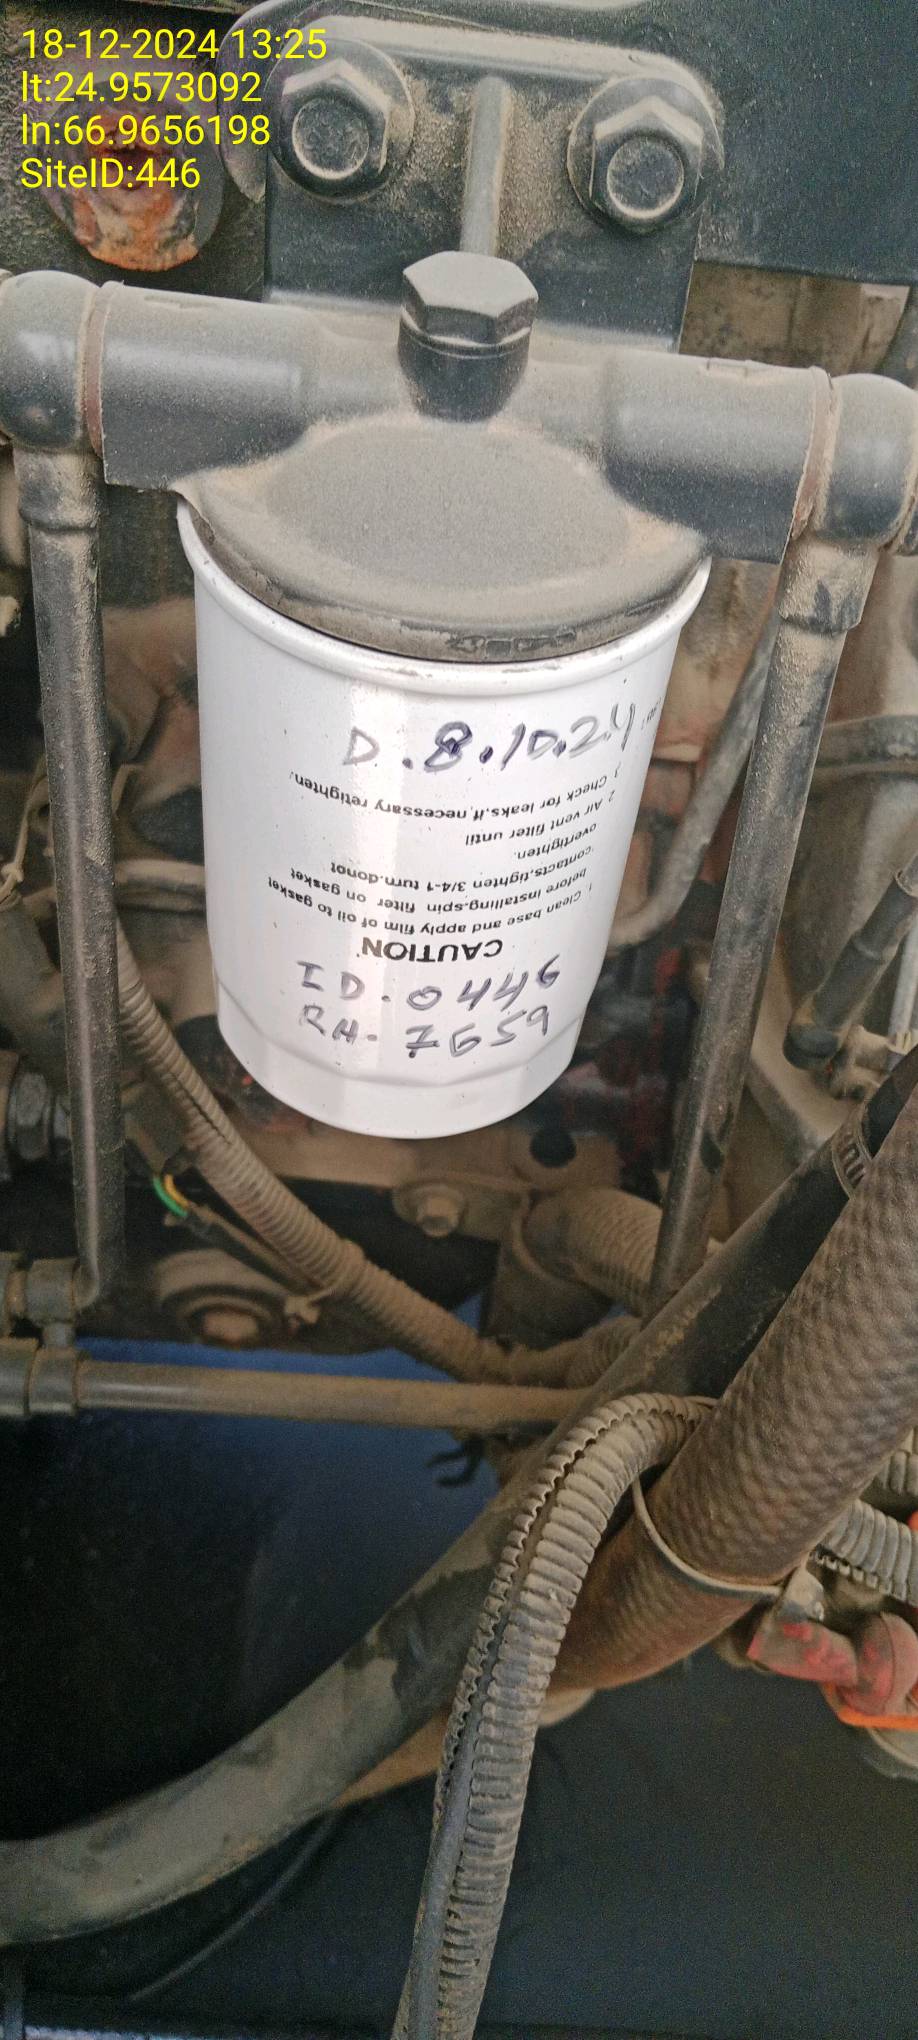 18-12-2024 13:25
lt:24.9573092
ln:66.9656198
SiteID:446
D.8.10.24
ID.0446
RH-7659
CAUTION
1. Clean base and apply film of oil to gasket
before installing.spin filter on gasket
contacts.tighten 3/4-1 turn.donot
overtighten.
2 Air vent filter until
3 Check for leaks.if necessary retighten.